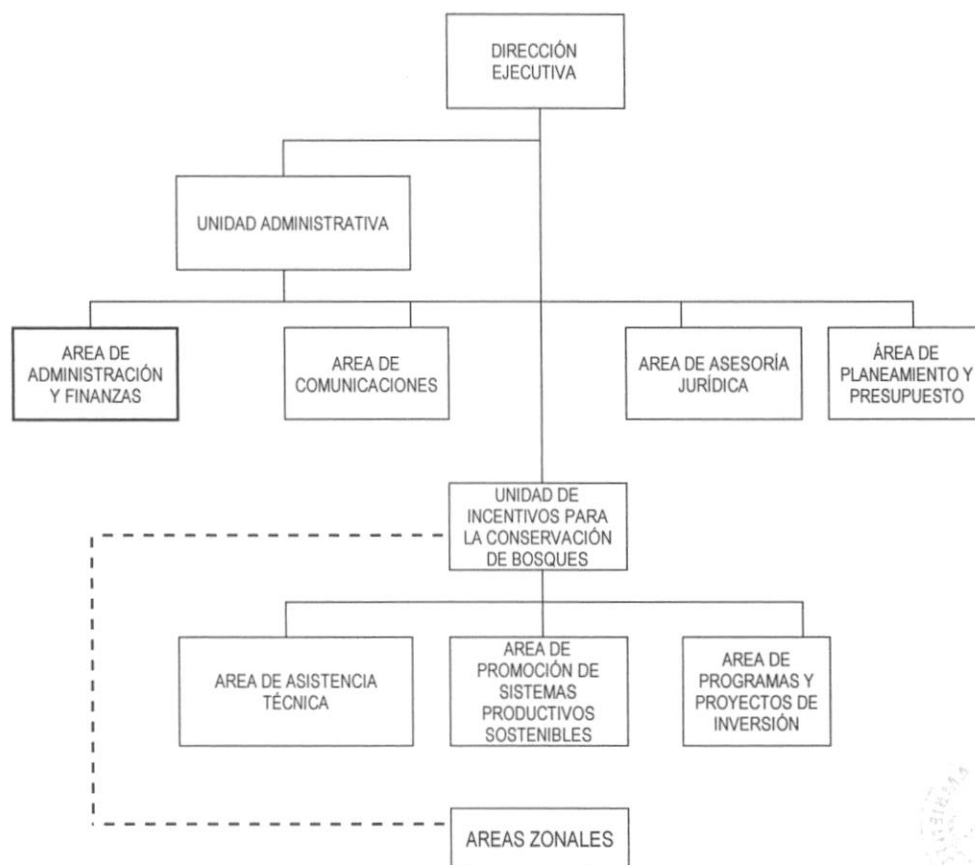 DIRECCIÓN
EJECUTIVA
UNIDAD ADMINISTRATIVA
AREA DE
ADMINISTRACIÓN
Y FINANZAS
AREA DE
COMUNICACIONES
AREA DE ASESORÍA
JURÍDICA
ÁREA DE
PLANEAMIENTO Y
PRESUPUESTO
UNIDAD DE
INCENTIVOS PARA
LA CONSERVACIÓN
DE BOSQUES
AREA DE ASISTENCIA
TÉCNICA
AREA DE
PROMOCIÓN DE
SISTEMAS
PRODUCTIVOS
SOSTENIBLES
AREA DE
PROGRAMAS Y
PROYECTOS DE
INVERSIÓN
AREAS ZONALES